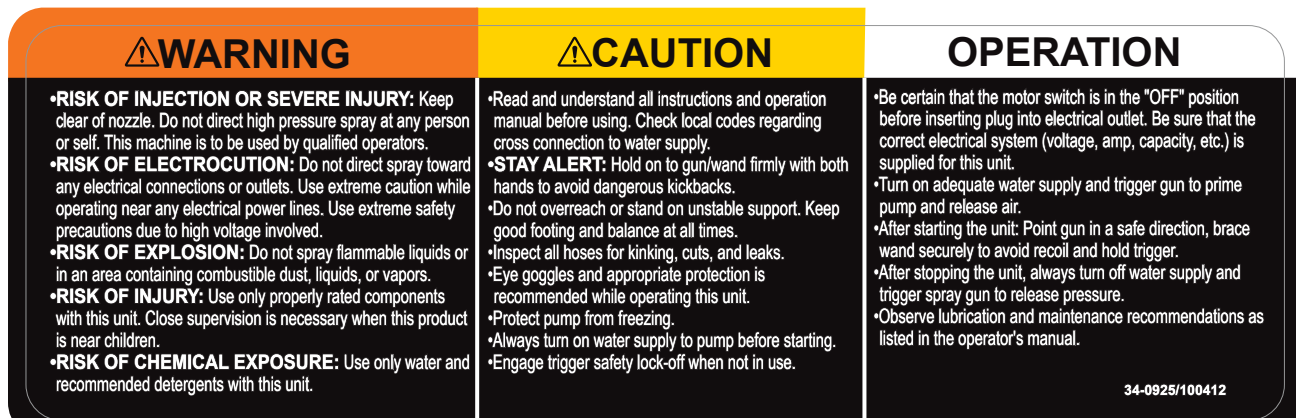 ⚠WARNING
•RISK OF INJECTION OR SEVERE INJURY: Keep
clear of nozzle. Do not direct high pressure spray at any person
or self. This machine is to be used by qualified operators.
•RISK OF ELECTROCUTION: Do not direct spray toward
any electrical connections or outlets. Use extreme caution while
operating near any electrical power lines. Use extreme safety
precautions due to high voltage involved.
•RISK OF EXPLOSION: Do not spray flammable liquids or
in an area containing combustible dust, liquids, or vapors.
•RISK OF INJURY: Use only properly rated components
with this unit. Close supervision is necessary when this product
is near children.
•RISK OF CHEMICAL EXPOSURE: Use only water and
recommended detergents with this unit.
⚠CAUTION
•Read and understand all instructions and operation
manual before using. Check local codes regarding
cross connection to water supply.
•STAY ALERT: Hold on to gun/wand firmly with both
hands to avoid dangerous kickbacks.
•Do not overreach or stand on unstable support. Keep
good footing and balance at all times.
•Inspect all hoses for kinking, cuts, and leaks.
•Eye goggles and appropriate protection is
recommended while operating this unit.
•Protect pump from freezing.
•Always turn on water supply to pump before starting.
•Engage trigger safety lock-off when not in use.
OPERATION
•Be certain that the motor switch is in the "OFF" position
before inserting plug into electrical outlet. Be sure that the
correct electrical system (voltage, amp, capacity, etc.) is
supplied for this unit.
•Turn on adequate water supply and trigger gun to prime
pump and release air.
•After starting the unit: Point gun in a safe direction, brace
wand securely to avoid recoil and hold trigger.
•After stopping the unit, always turn off water supply and
trigger spray gun to release pressure.
•Observe lubrication and maintenance recommendations as
listed in the operator's manual.
34-0925/100412